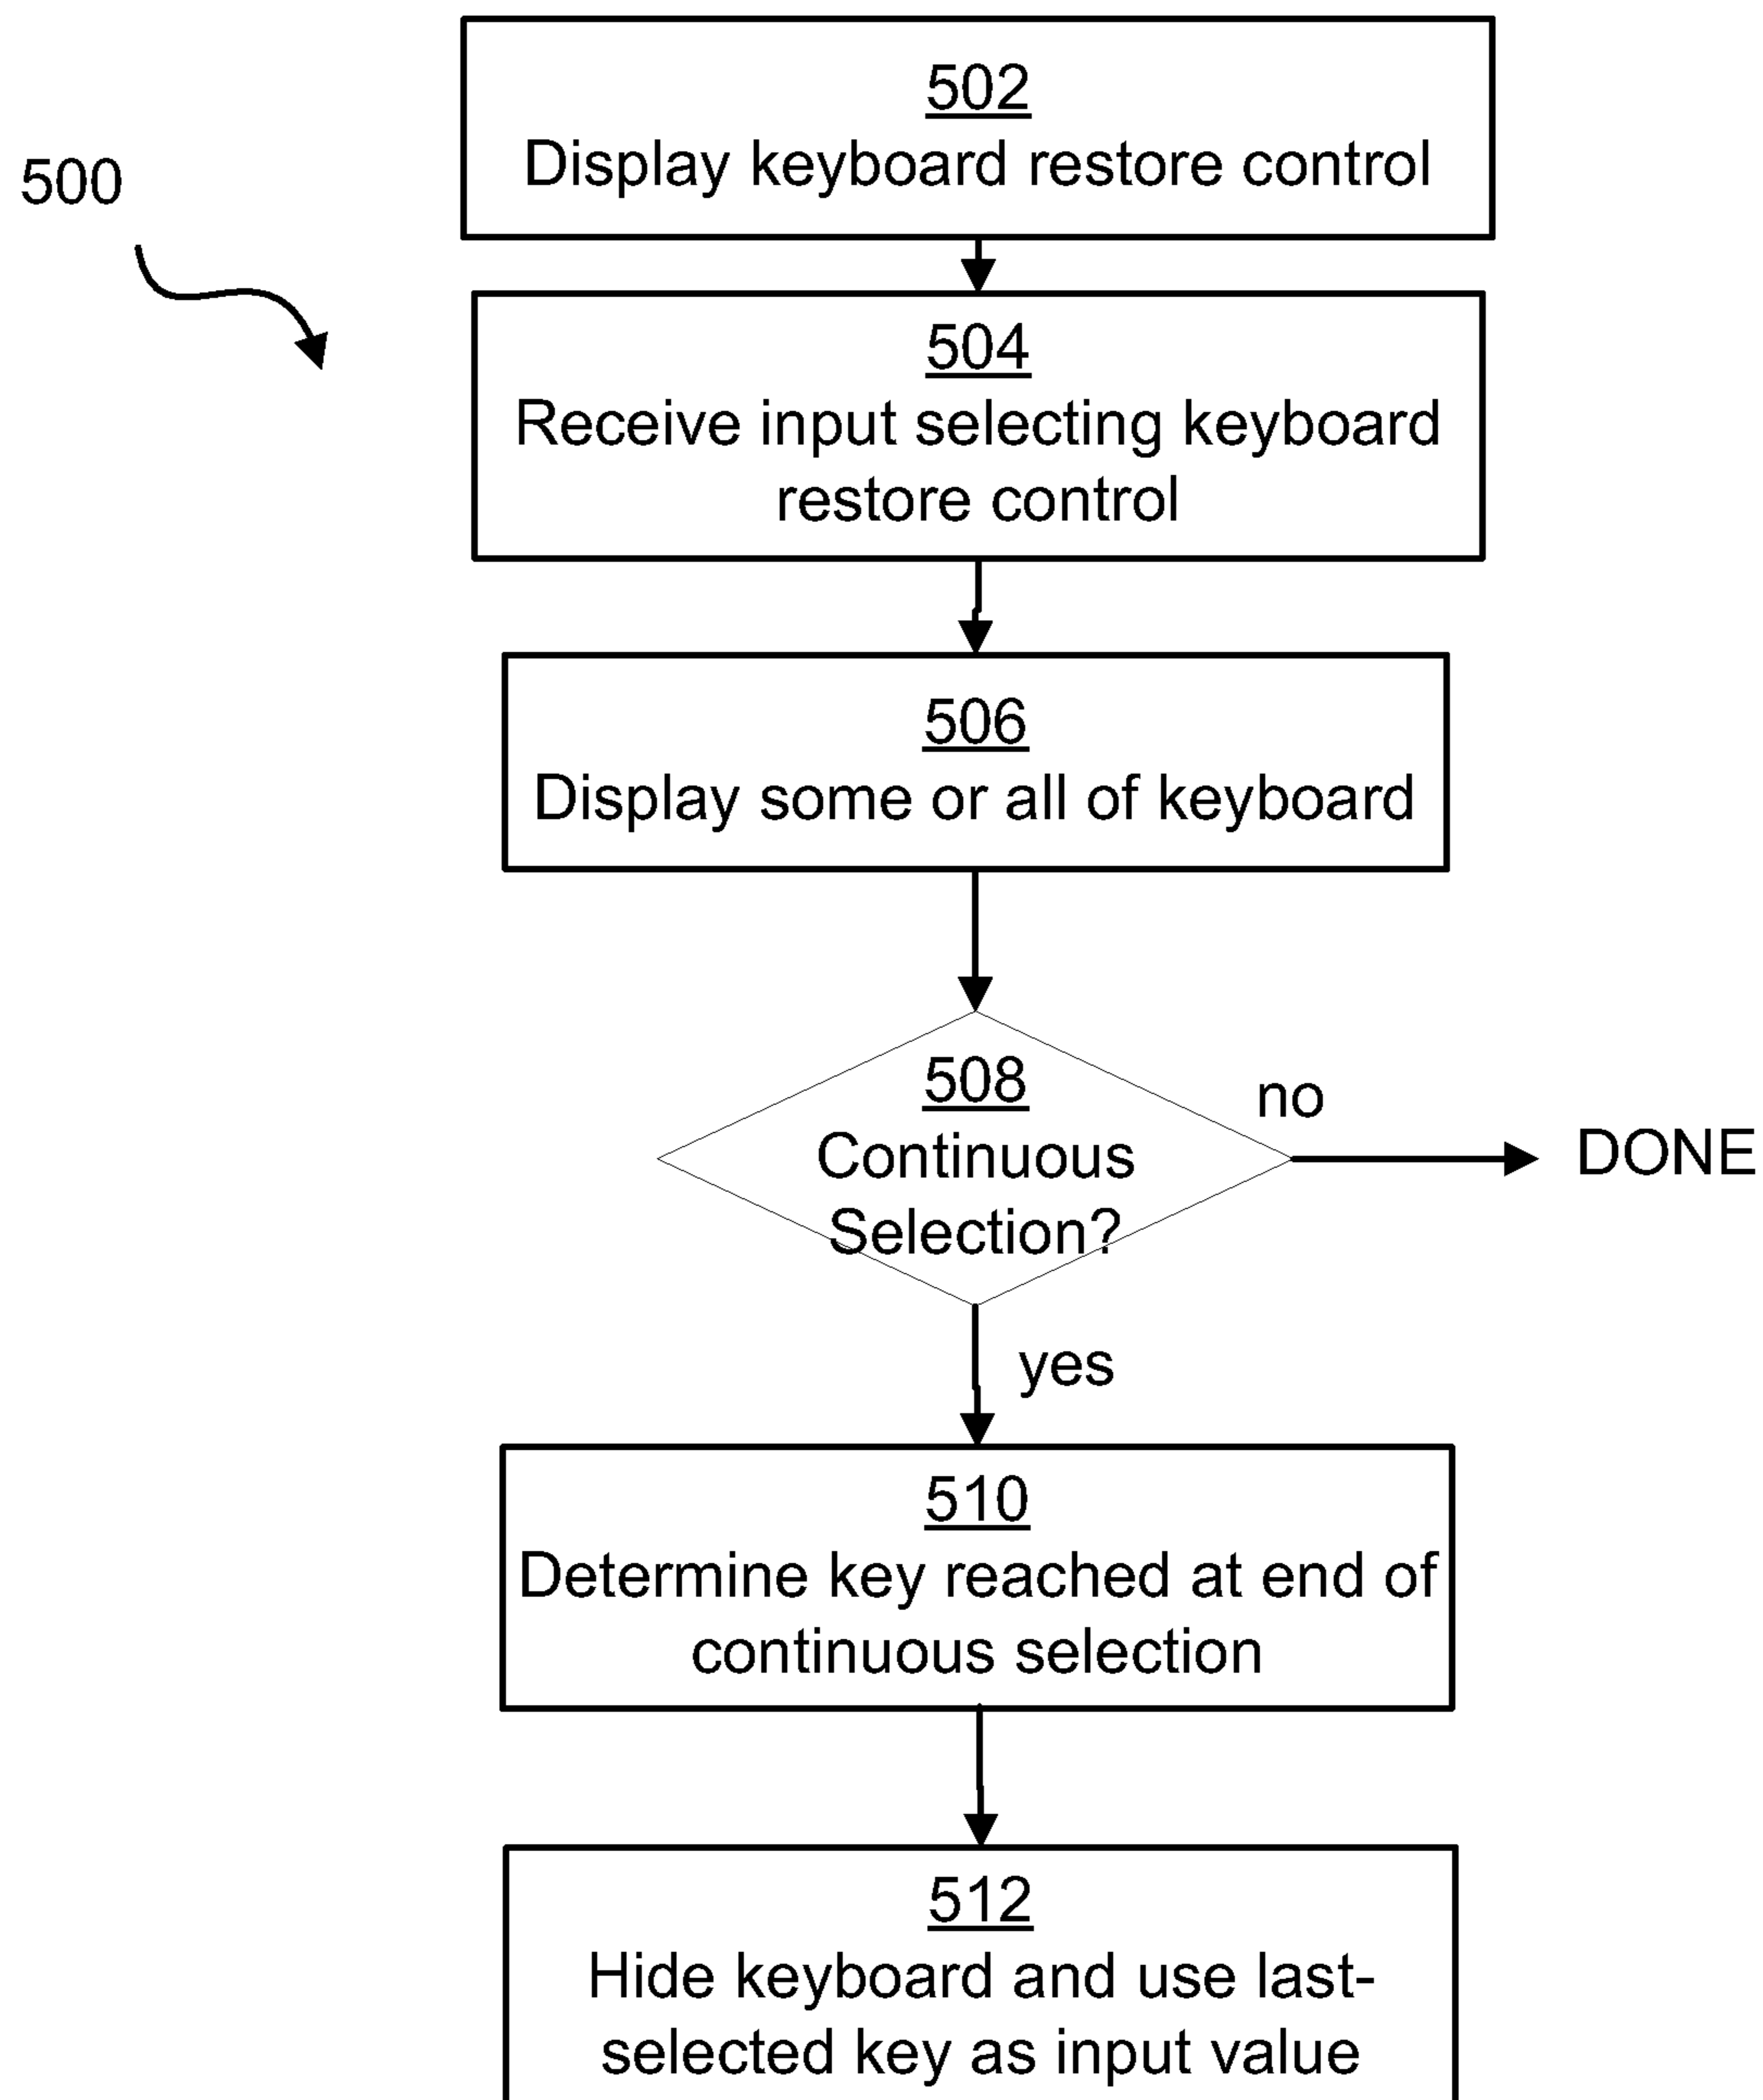 502
Display keyboard restore control
500
504
Receive input selecting keyboard
restore control
506
Display some or all of keyboard
508
Continuous
Selection?
no
DONE
yes
510
Determine key reached at end of
continuous selection
512
Hide keyboard and use last-
selected key as input value